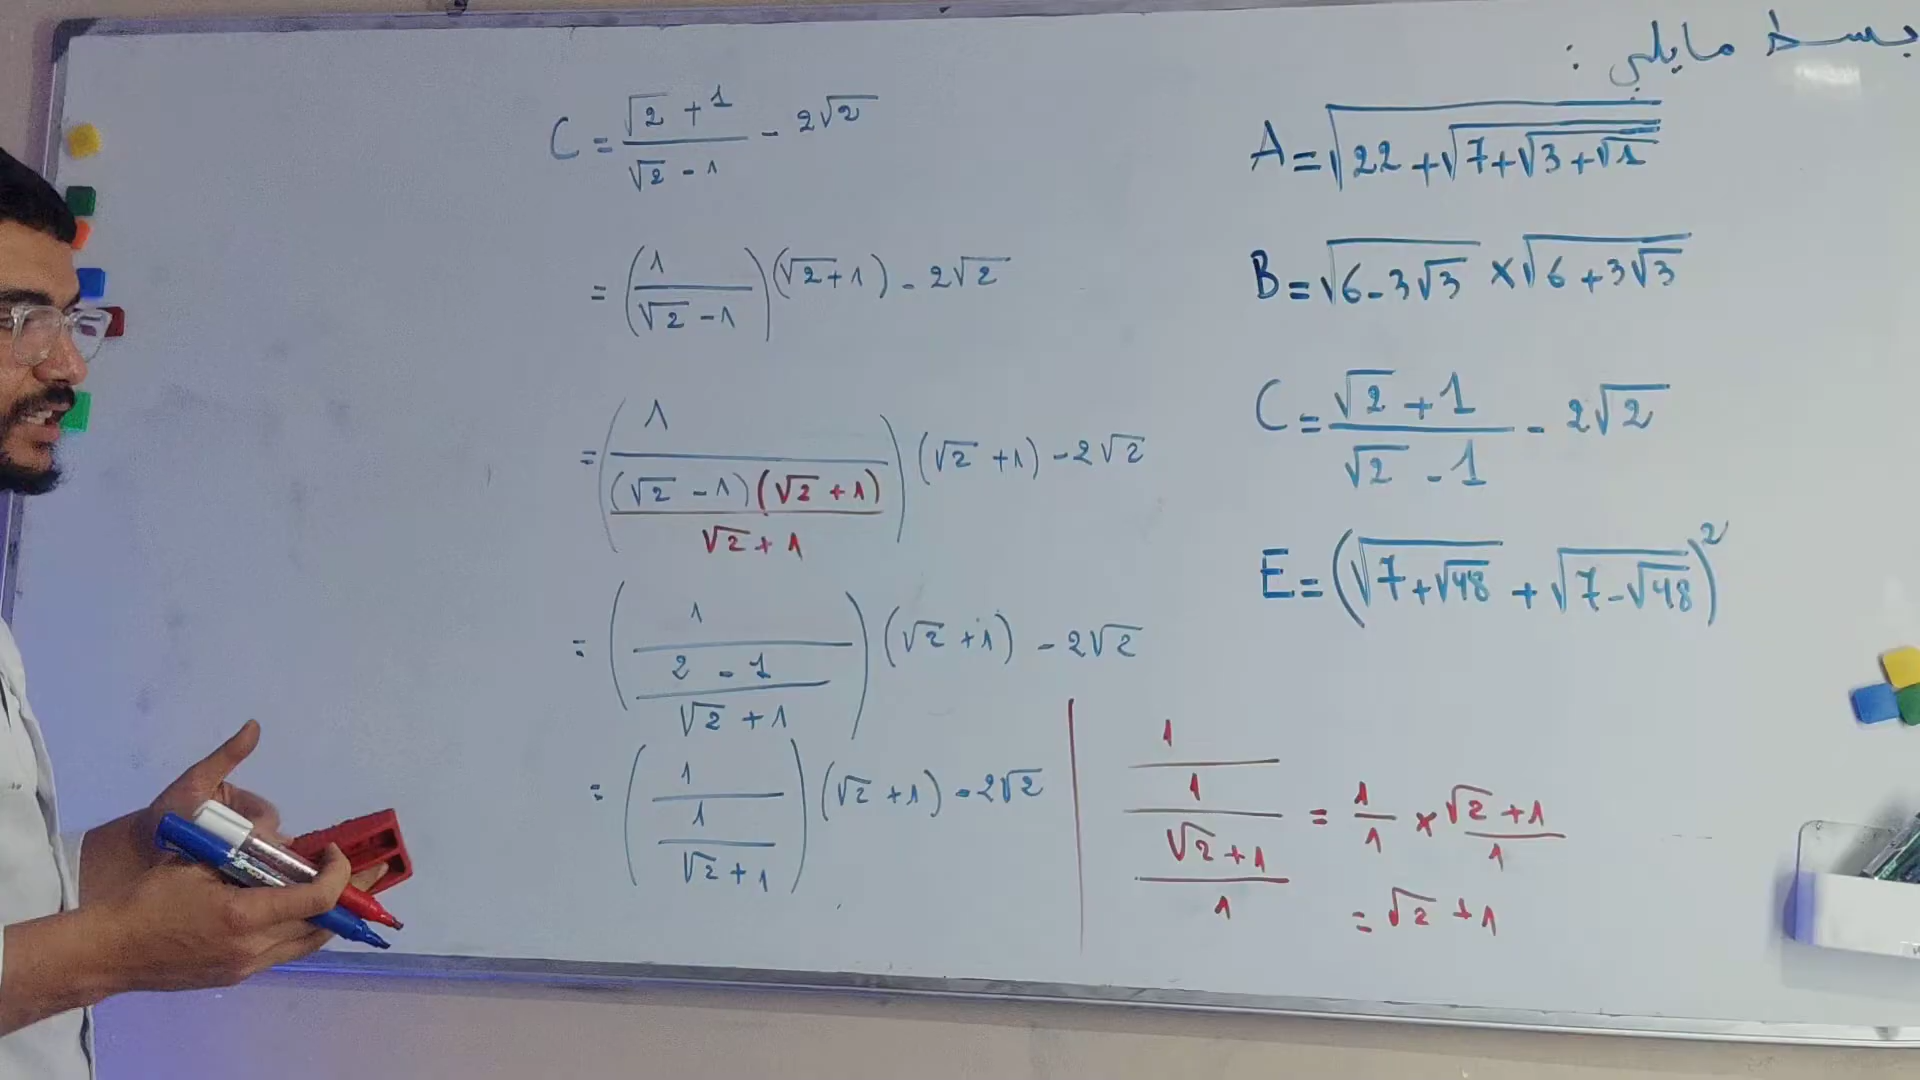 بسط ما يلي :
A = √(22 + √(7 + √(3 + √1)))
B = √(6 - 3√3) × √(6 + 3√3)
C = (√2 + 1)/(√2 - 1) - 2√2
E = (√(7 + √48) + √(7 - √48))²
C = (√2 + 1)/(√2 - 1) - 2√2
= (1/(√2 - 1))(√2 + 1) - 2√2
= (1/((√2 - 1)(√2 + 1)/(√2 + 1)))(√2 + 1) - 2√2
= (1/((2 - 1)/(√2 + 1)))(√2 + 1) - 2√2
= (1/(1/(√2 + 1)))(√2 + 1) - 2√2
1/1/(√2 + 1)/1 = 1/1 × (√2 + 1)/1
= √2 + 1